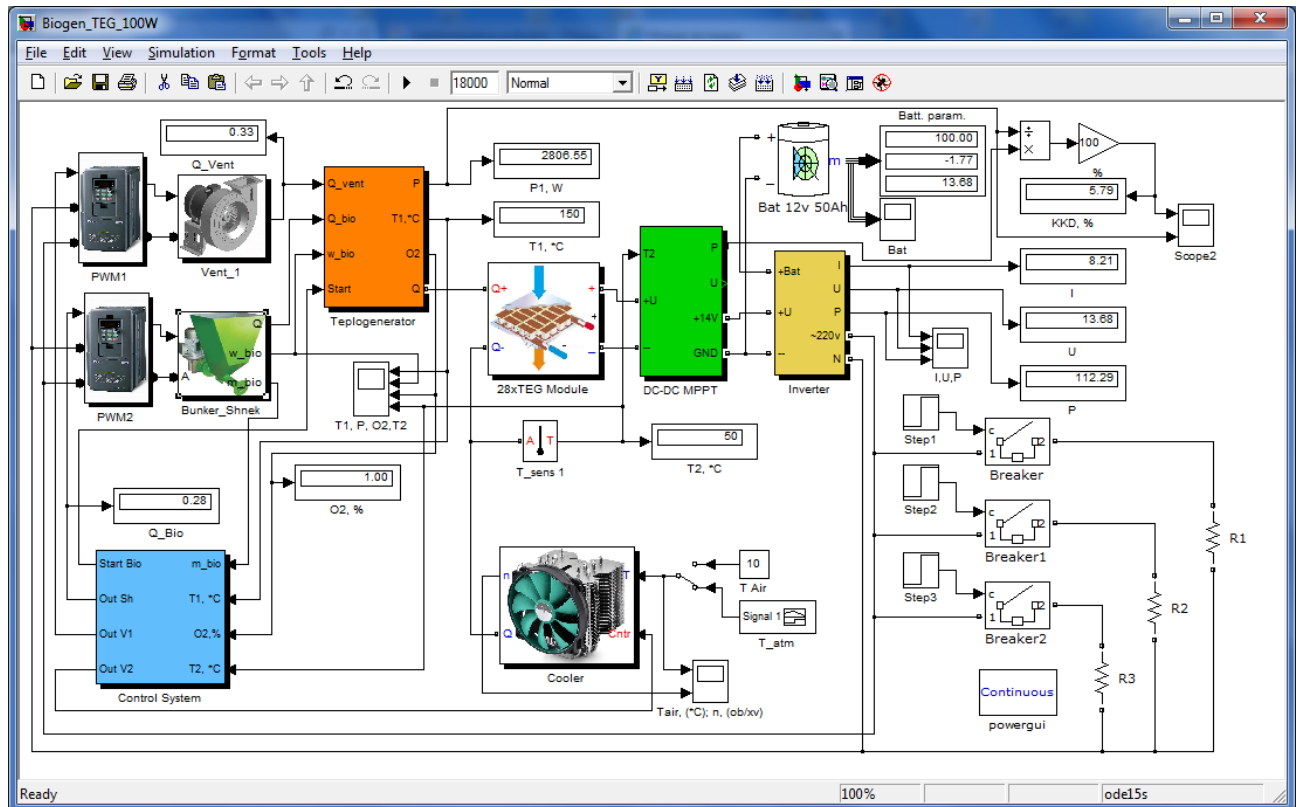 Biogen_TEG_100W
File Edit View Simulation Format Tools Help
18000 Normal
0.33
Q_Vent
PWM1
Vent_1
Q_vent
Q_bio
w_bio
Start
P
T1,*C
O2
Q
Teplogenerator
2806.55
P1, W
150
T1, *C
Q+
Q-
+
+
–
28xTEG Module
T2
+U
--
P
U
+14V
GND
DC-DC MPPT
+
–
m
Bat 12v 50Ah
Batt. param.
100.00
-1.77
13.68
Bat
÷
×
100
%
5.79
KKD, %
Scope2
+Bat
+U
--
I
U
P
~220v
N
Inverter
8.21
I
13.68
U
112.29
P
I,U,P
PWM2
A
Q
w_bio
m_bio
Bunker_Shnek
T1, P, O2,T2
A T
T_sens 1
50
T2, *C
1.00
O2, %
0.28
Q_Bio
Start Bio
Out Sh
Out V1
Out V2
m_bio
T1, *C
O2,%
T2, *C
Control System
n
Q
T
Cntr
Cooler
10
T Air
Signal 1
T_atm
Tair, (*C); n, (ob/xv)
Step1
c
1
2
Breaker
Step2
c
1
2
Breaker1
Step3
c
1
2
Breaker2
R1
R2
R3
Continuous
powergui
Ready 100% ode15s